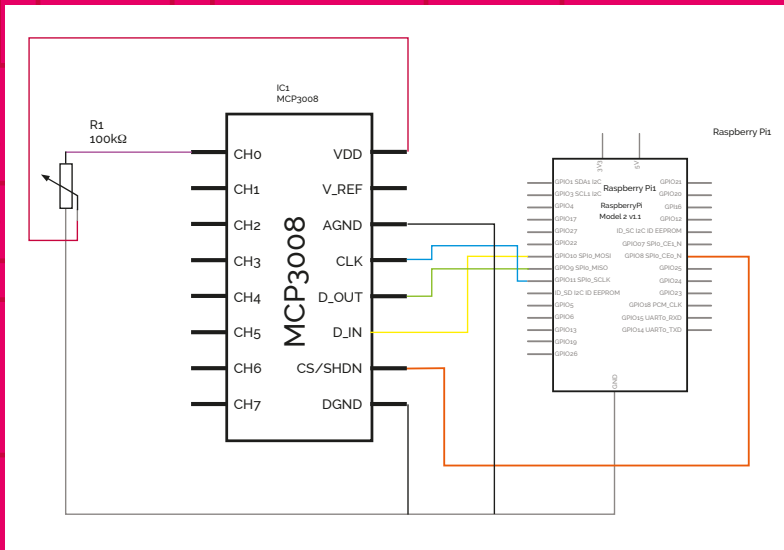 IC1
MCP3008
R1
100kΩ
CH0
CH1
CH2
CH3
CH4
CH5
CH6
CH7
MCP3008
VDD
V_REF
AGND
CLK
D_OUT
D_IN
CS/SHDN
DGND
Raspberry Pi1
3V3
5V
Raspberry Pi1
RaspberryPi
Model 2 v1.1
GPIO1 SDA1 I2C
GPIO3 SCL1 I2C
GPIO4
GPIO17
GPIO27
GPIO22
GPIO10 SPI0_MOSI
GPIO9 SPI0_MISO
GPIO11 SPI0_SCLK
ID_SD I2C ID EEPROM
GPIO5
GPIO6
GPIO13
GPIO19
GPIO26
GPIO21
GPIO20
GPI16
GPIO12
ID_SC I2C ID EEPROM
GPIO07 SPI0_CE1_N
GPIO8 SPI0_CE0_N
GPIO25
GPIO24
GPIO23
GPIO18 PCM_CLK
GPIO15 UART0_RXD
GPIO14 UART0_TXD
GND